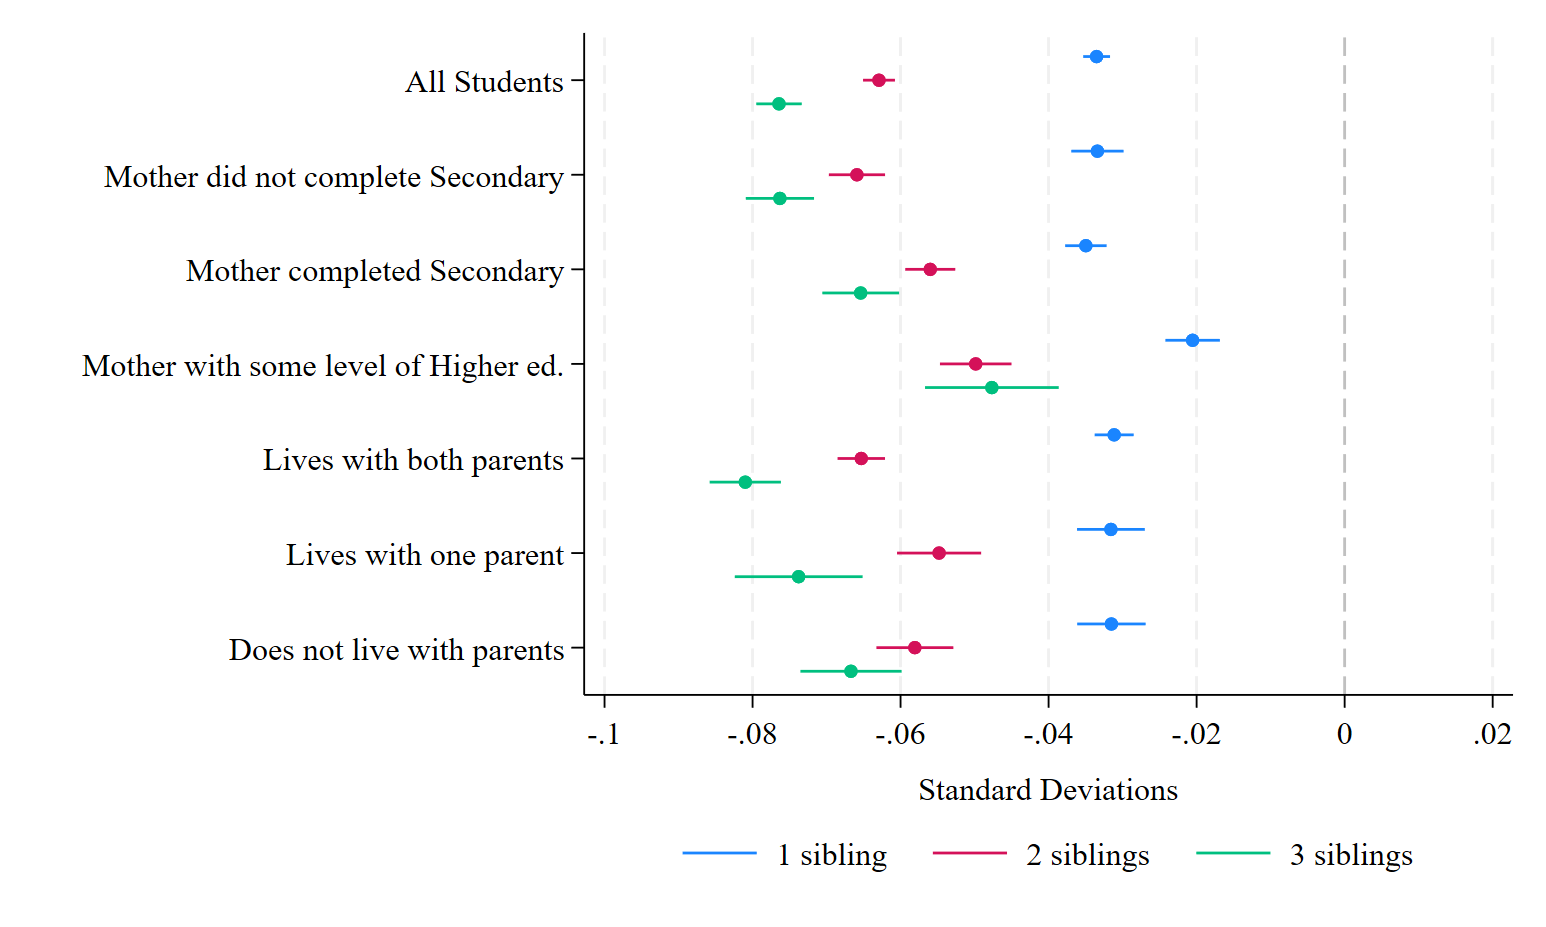 All Students
Mother did not complete Secondary
Mother completed Secondary
Mother with some level of Higher ed.
Lives with both parents
Lives with one parent
Does not live with parents
-.1 -.08 -.06 -.04 -.02 0 .02
Standard Deviations
1 sibling 2 siblings 3 siblings